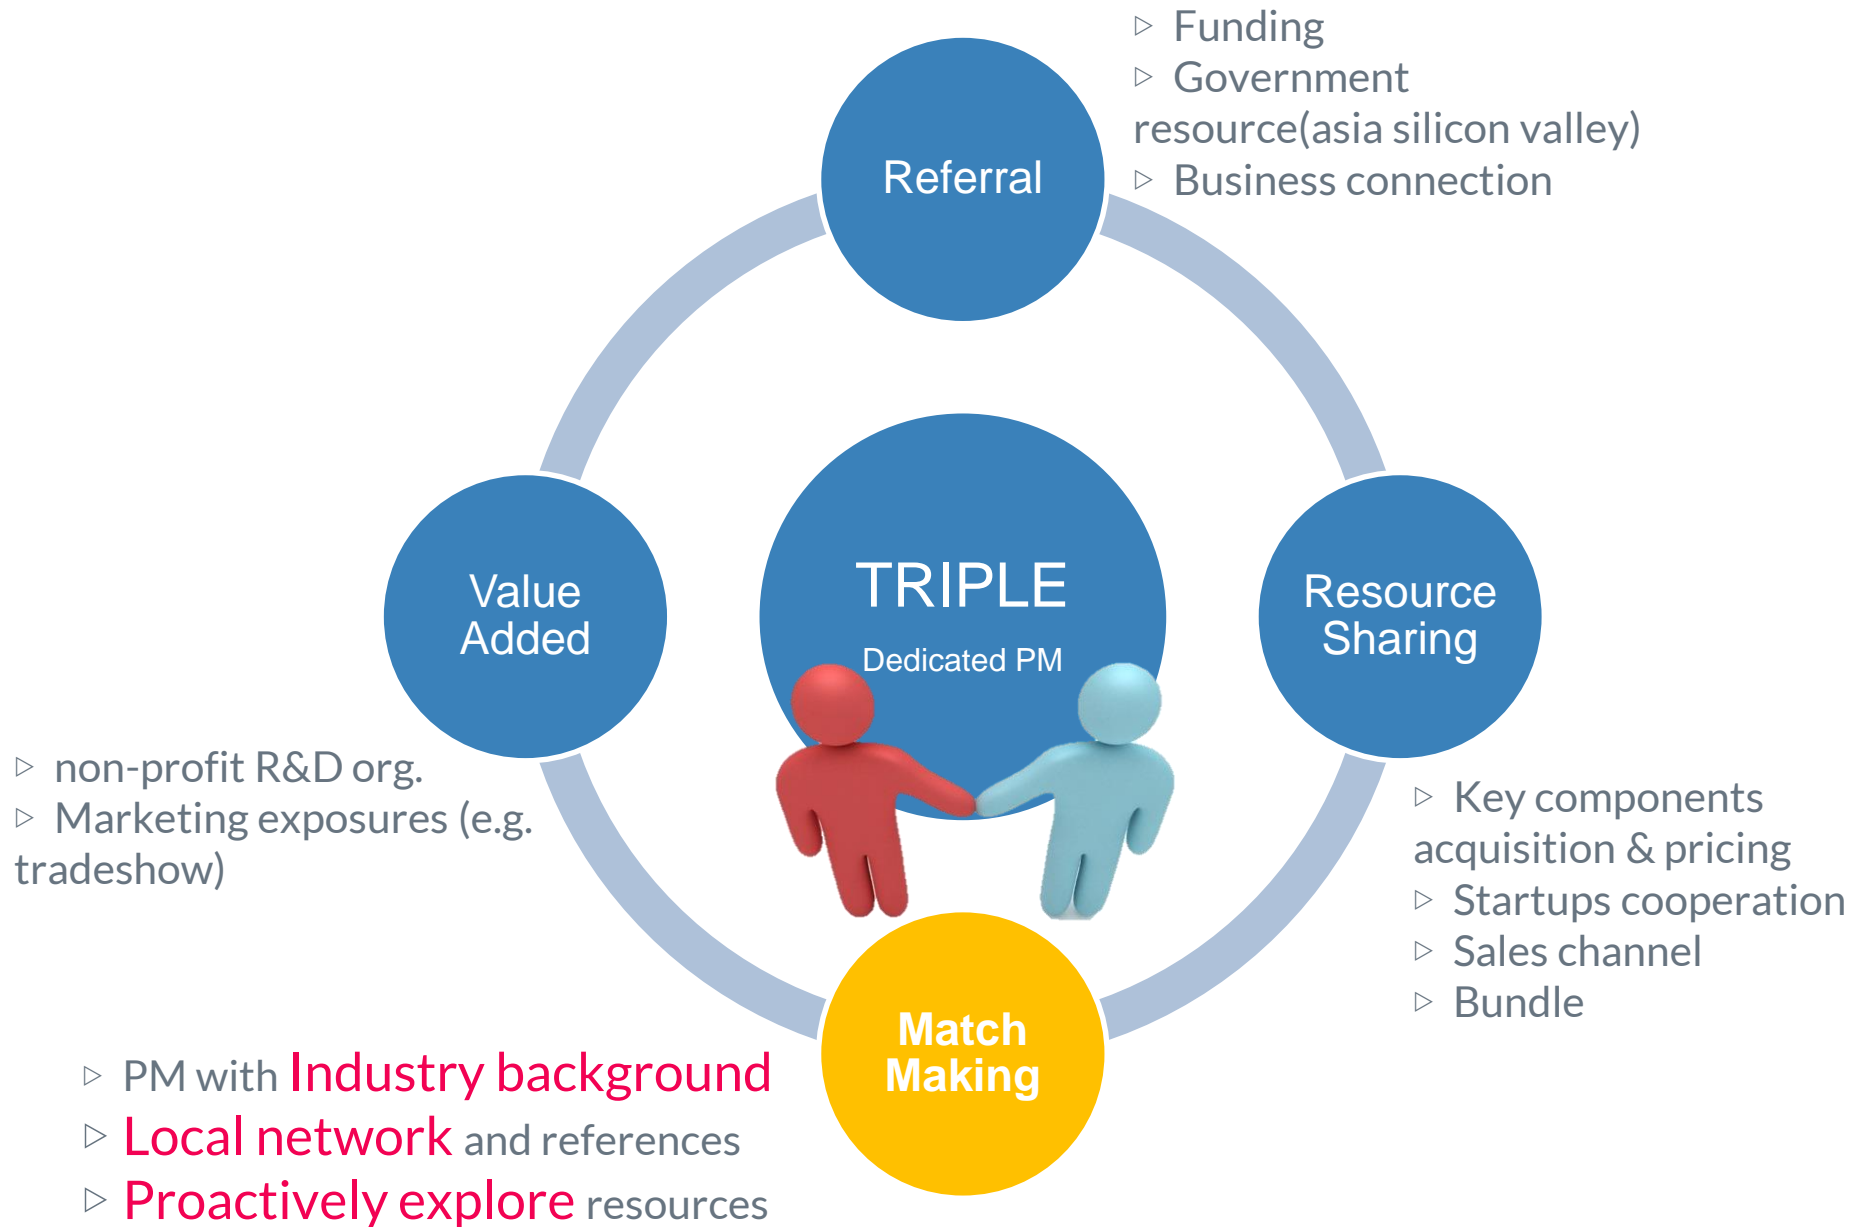 ▷ Funding
▷ Government
resource(asia silicon valley)
▷ Business connection
Referral
Value
Added
TRIPLE
Dedicated PM
Resource
Sharing
▷ non-profit R&D org.
▷ Marketing exposures (e.g.
tradeshow)
▷ Key components
acquisition & pricing
▷ Startups cooperation
▷ Sales channel
▷ Bundle
Match
Making
▷ PM with Industry background
▷ Local network and references
▷ Proactively explore resources